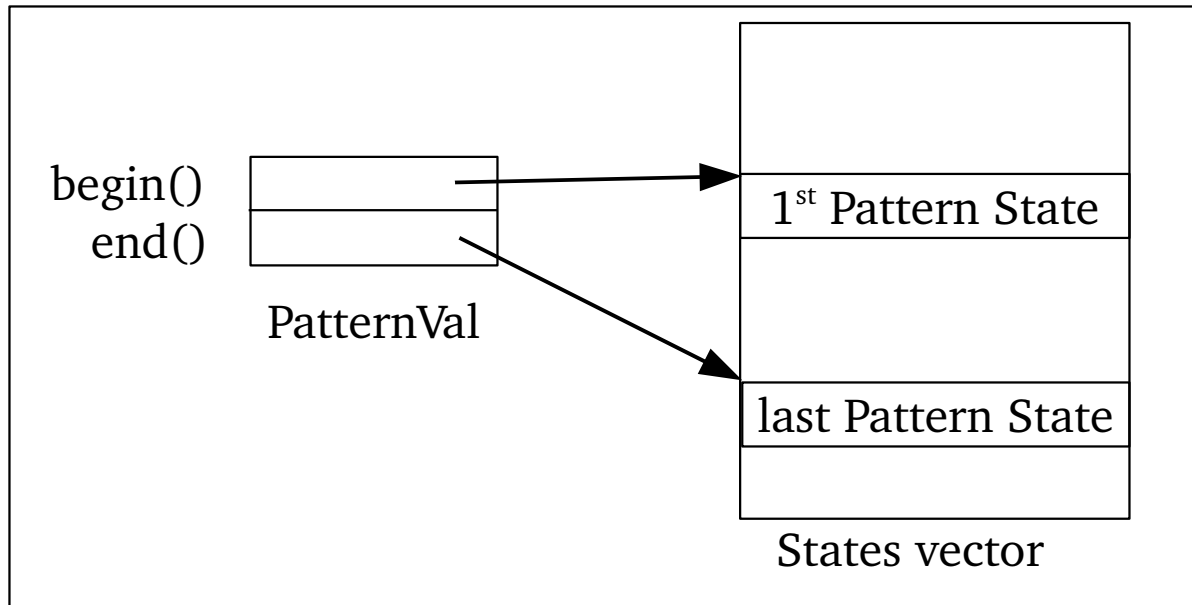 begin()
end()
PatternVal
1st Pattern State
last Pattern State
States vector